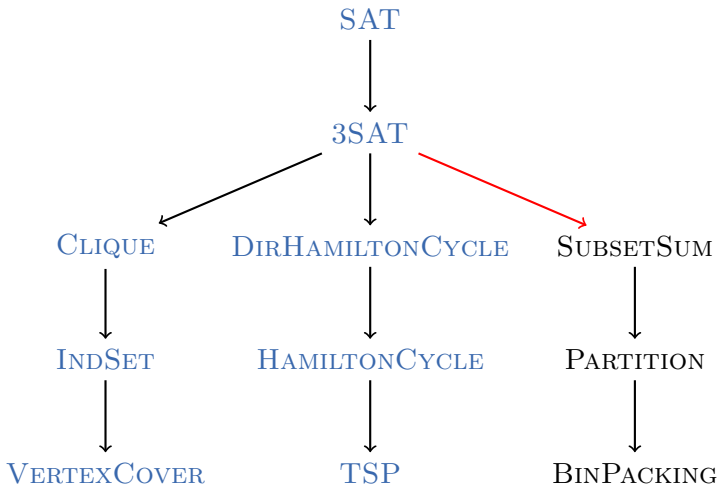 SAT
3SAT
CLIQUE DIRHAMILTONCYCLE SUBSETSUM
INDSET HAMILTONCYCLE PARTITION
VERTEXCOVER TSP BINPACKING